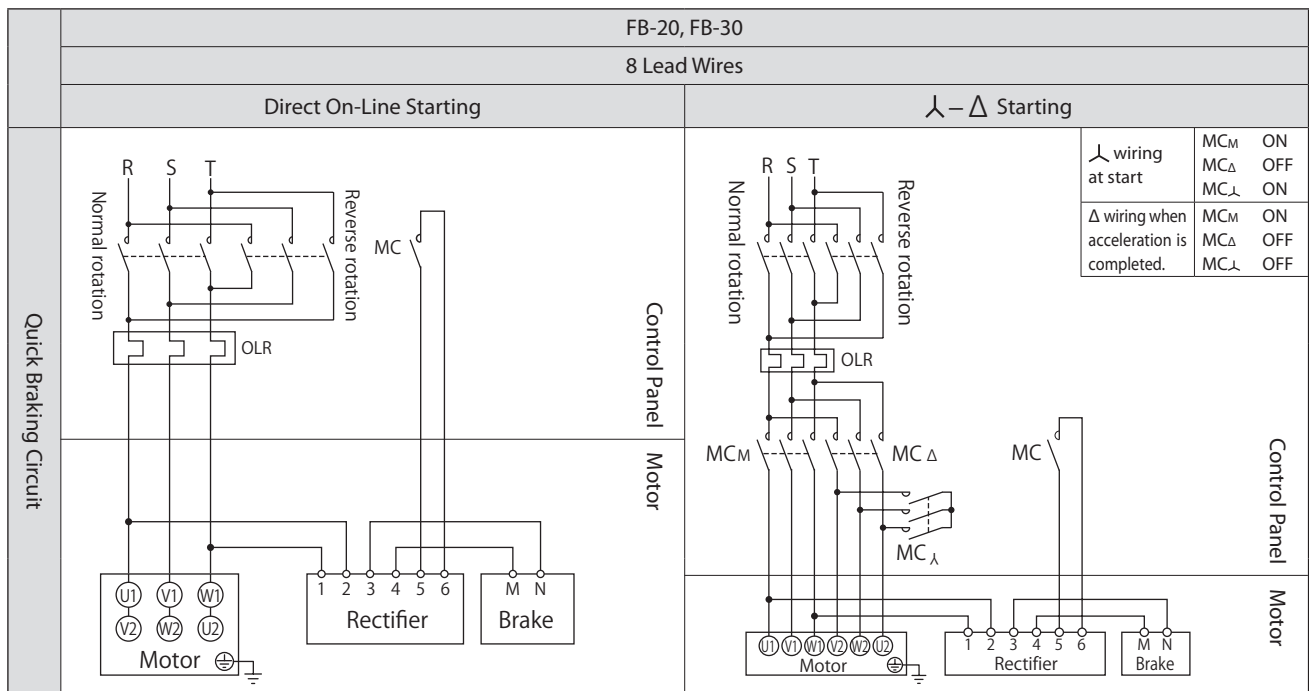 FB-20, FB-30
8 Lead Wires
Direct On-Line Starting
⅄ – Δ Starting
Quick Braking Circuit
R S T
Normal rotation
Reverse rotation
MC
OLR
Control Panel
Motor
U1 V1 W1
V2 W2 U2
Motor
1 2 3 4 5 6
Rectifier
M N
Brake
⅄ wiring at start
MCM ON
MCΔ OFF
MC⅄ ON
Δ wiring when
acceleration is
completed.
MCM ON
MCΔ OFF
MC⅄ OFF
R S T
Normal rotation
Reverse rotation
OLR
MCM
MC Δ
MC
MC ⅄
Control Panel
Motor
U1 V1 W1 V2 W2 U2
Motor
1 2 3 4 5 6
Rectifier
M N
Brake